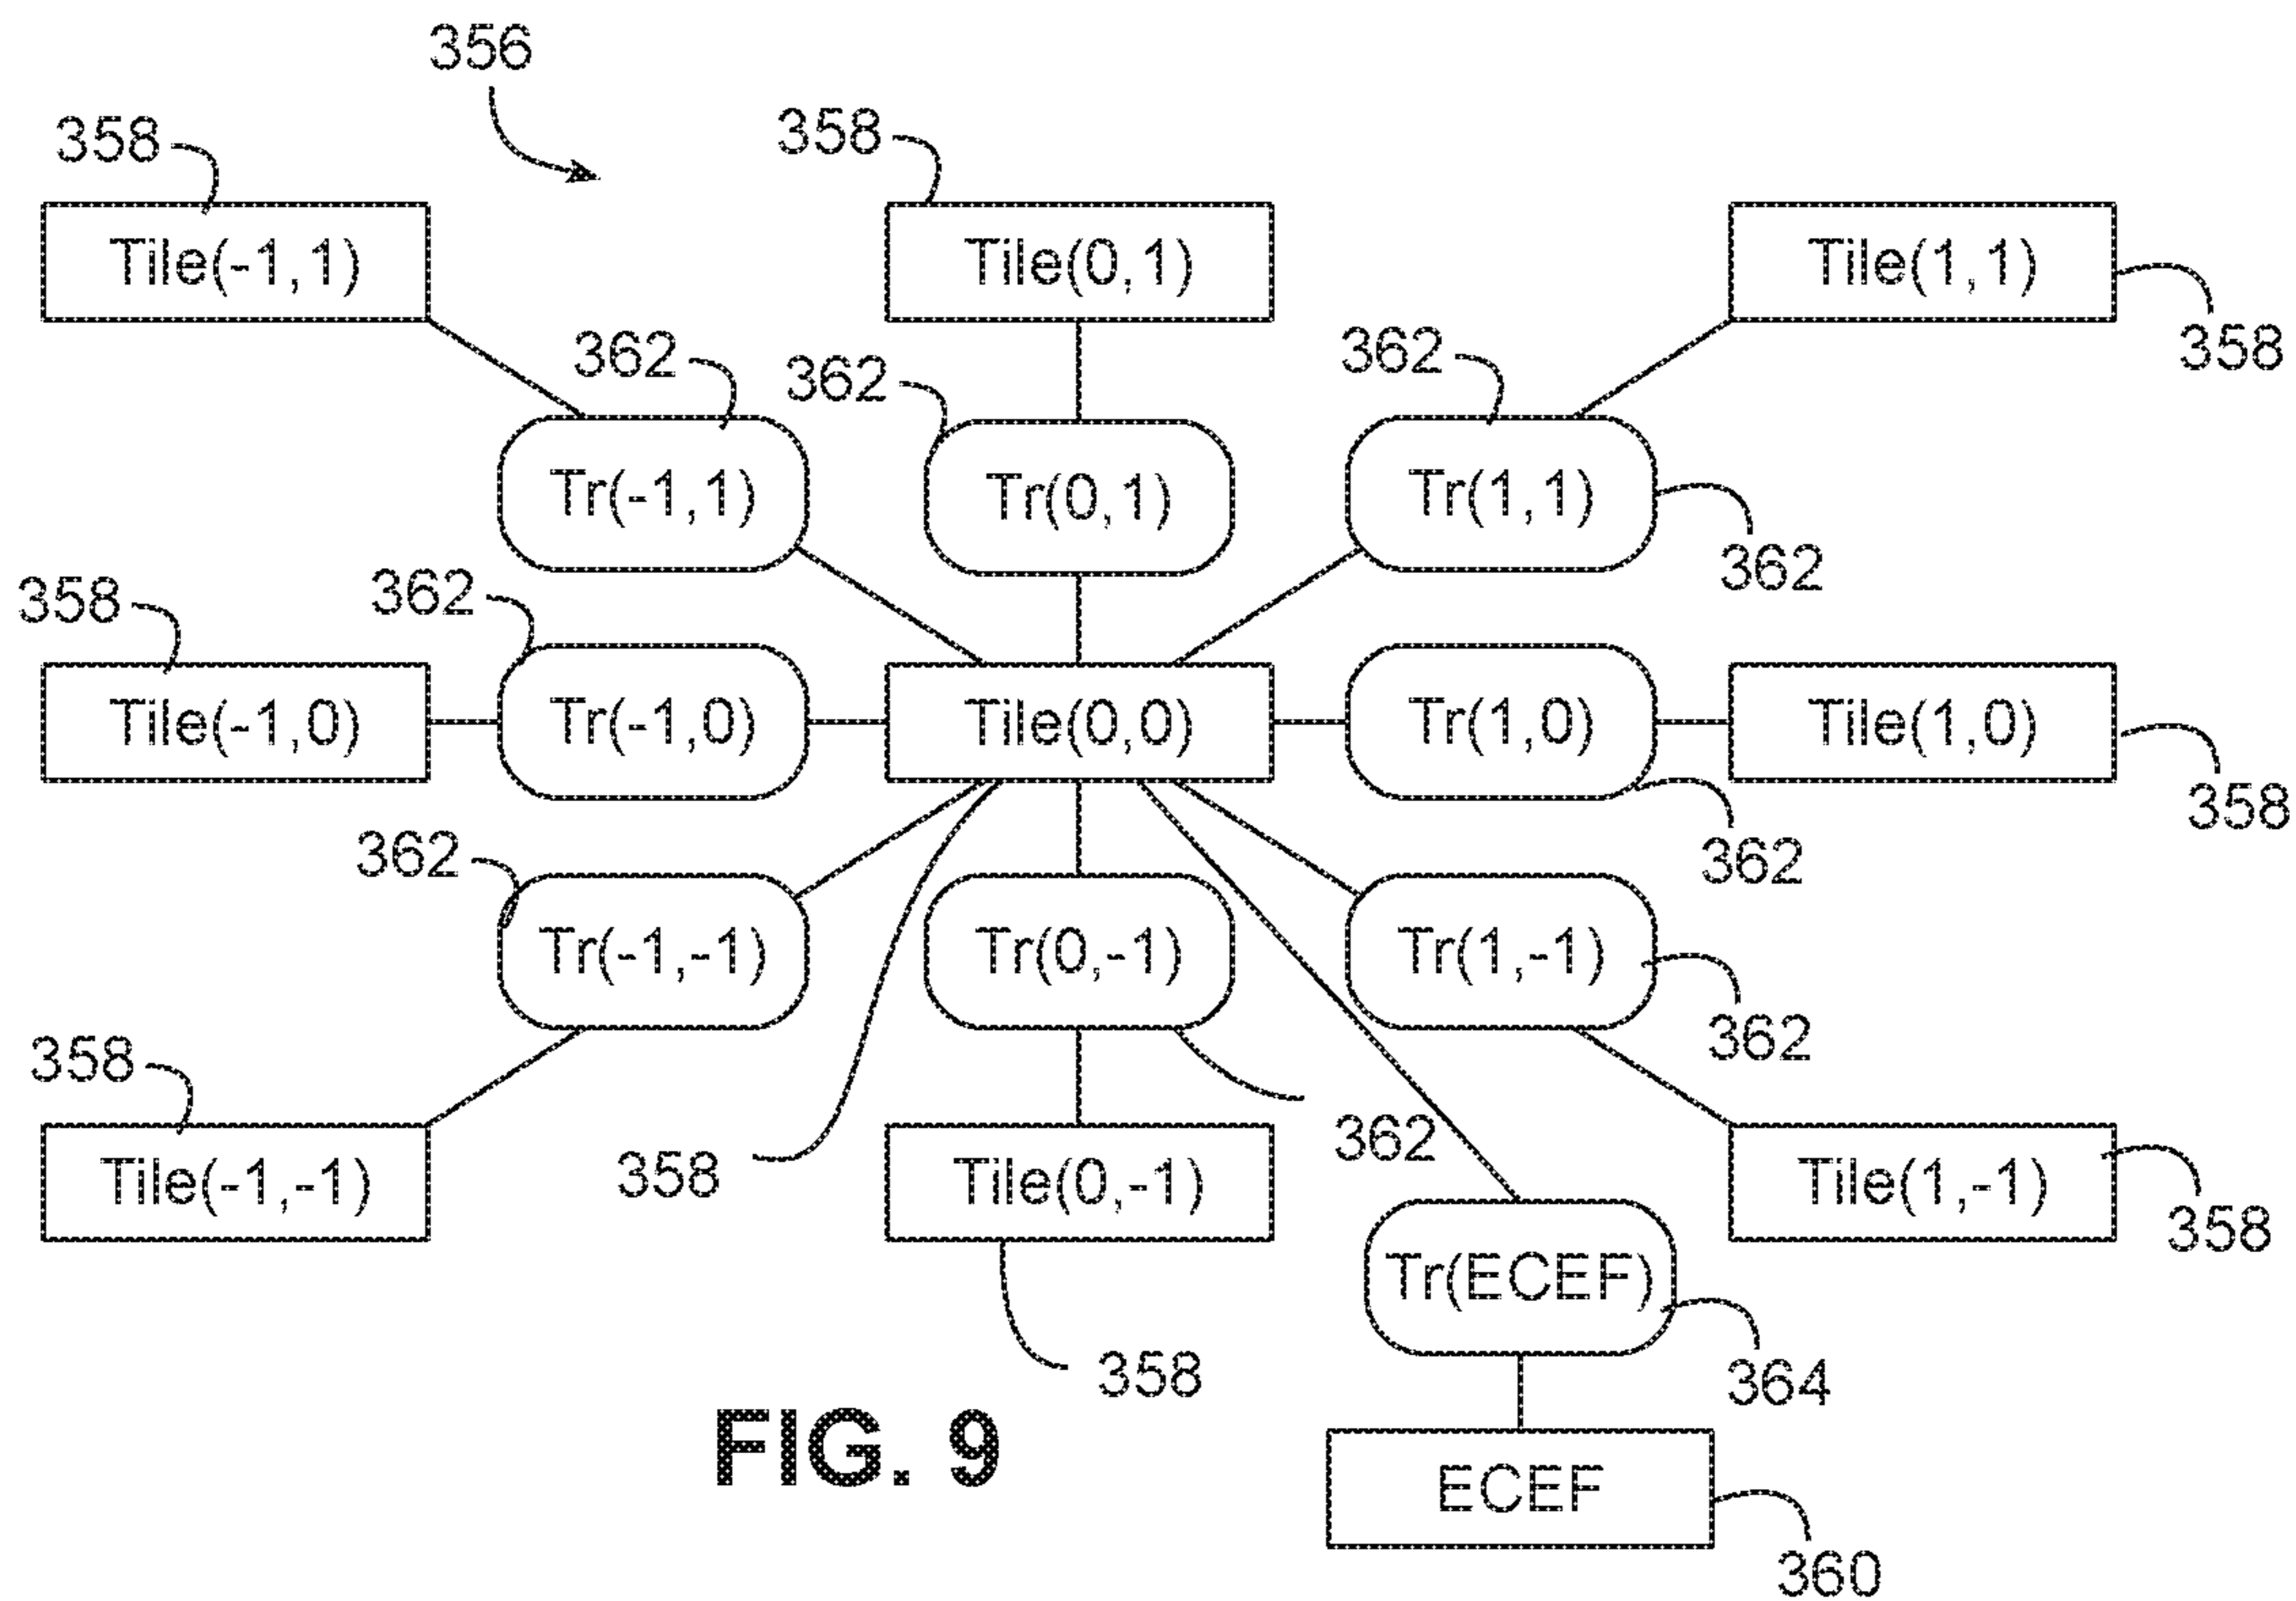 356
358
358
Tile(-1,1)
Tile(0,1)
Tile(1,1)
358
362
362
362
Tr(-1,1)
Tr(0,1)
Tr(1,1)
362
358
362
Tile(-1,0)
Tr(-1,0)
Tile(0,0)
Tr(1,0)
Tile(1,0)
358
362
362
Tr(-1,-1)
Tr(0,-1)
Tr(1,-1)
362
358
362
358
Tile(-1,-1)
Tile(0,-1)
Tile(1,-1)
358
Tr(ECEF)
358
364
FIG. 9
ECEF
360